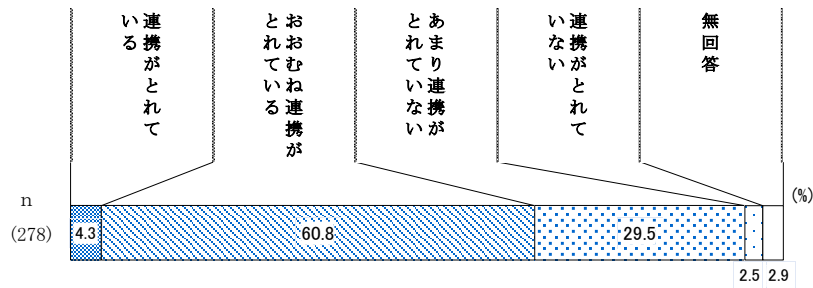 連携がとれて
いる
おおむね連携が
とれている
あまり連携が
とれていない
連携がとれて
いない
無回答
(%)
n
(278)
4.3
60.8
29.5
2.5
2.9